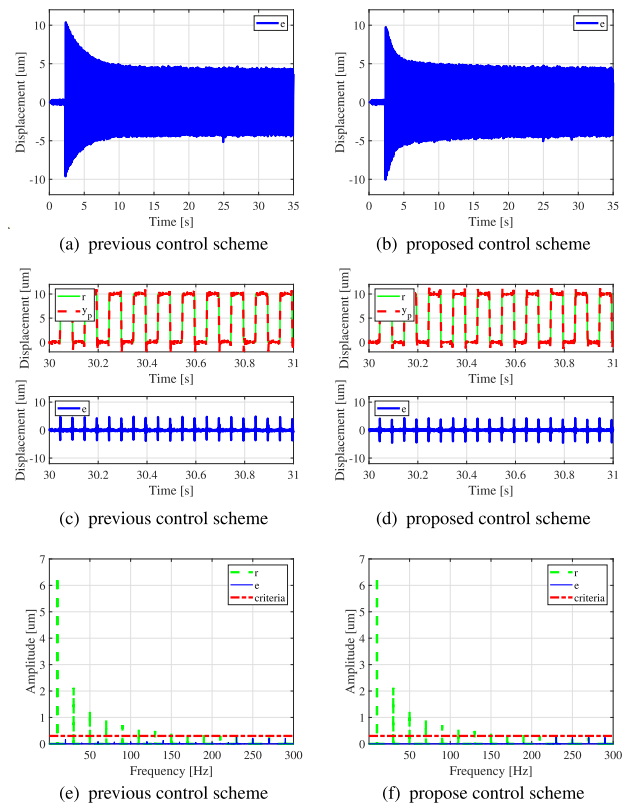 10
5
0
-5
-10
Displacement [um]
e
0 5 10 15 20 25 30 35
Time [s]
(a) previous control scheme
10
5
0
-5
-10
Displacement [um]
e
0 5 10 15 20 25 30 35
Time [s]
(b) proposed control scheme
Displacement [um]
10
5
0
r
y_p
30 30.2 30.4 30.6 30.8 31
Time [s]
Displacement [um]
10
0
-10
e
30 30.2 30.4 30.6 30.8 31
Time [s]
(c) previous control scheme
Displacement [um]
10
5
0
r
y_p
30 30.2 30.4 30.6 30.8 31
Time [s]
Displacement [um]
10
0
-10
e
30 30.2 30.4 30.6 30.8 31
Time [s]
(d) proposed control scheme
7
6
5
4
3
2
1
0
Amplitude [um]
r
e
criteria
50 100 150 200 250 300
Frequency [Hz]
(e) previous control scheme
7
6
5
4
3
2
1
0
Amplitude [um]
r
e
criteria
50 100 150 200 250 300
Frequency [Hz]
(f) propose control scheme